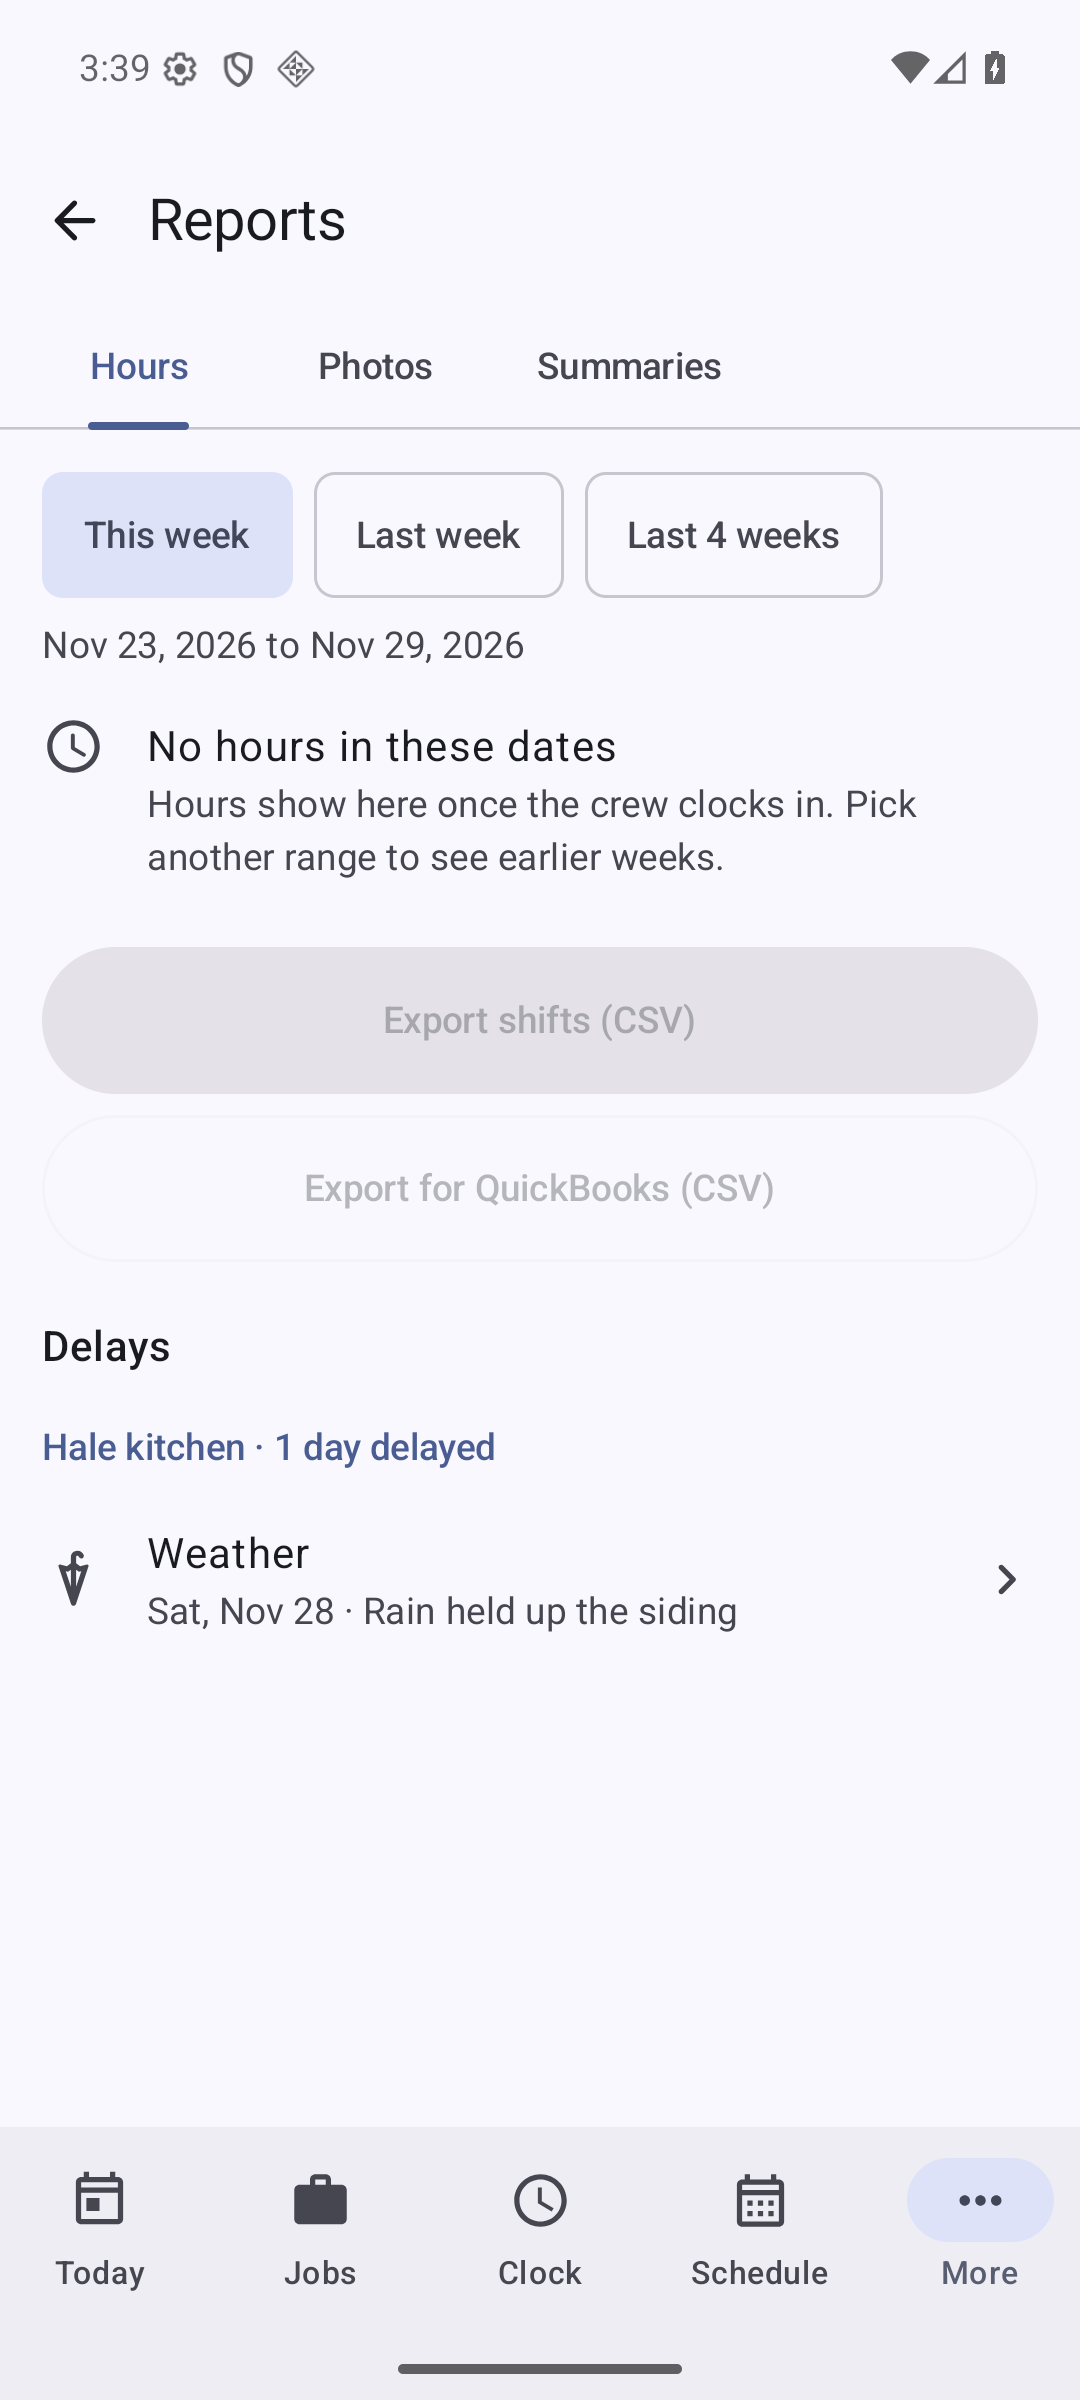 3:39
Reports
Hours
Photos
Summaries
This week
Last week
Last 4 weeks
Nov 23, 2026 to Nov 29, 2026
No hours in these dates
Hours show here once the crew clocks in. Pick
another range to see earlier weeks.
Export shifts (CSV)
Export for QuickBooks (CSV)
Delays
Hale kitchen · 1 day delayed
Weather
Sat, Nov 28 · Rain held up the siding
Today
Jobs
Clock
Schedule
More